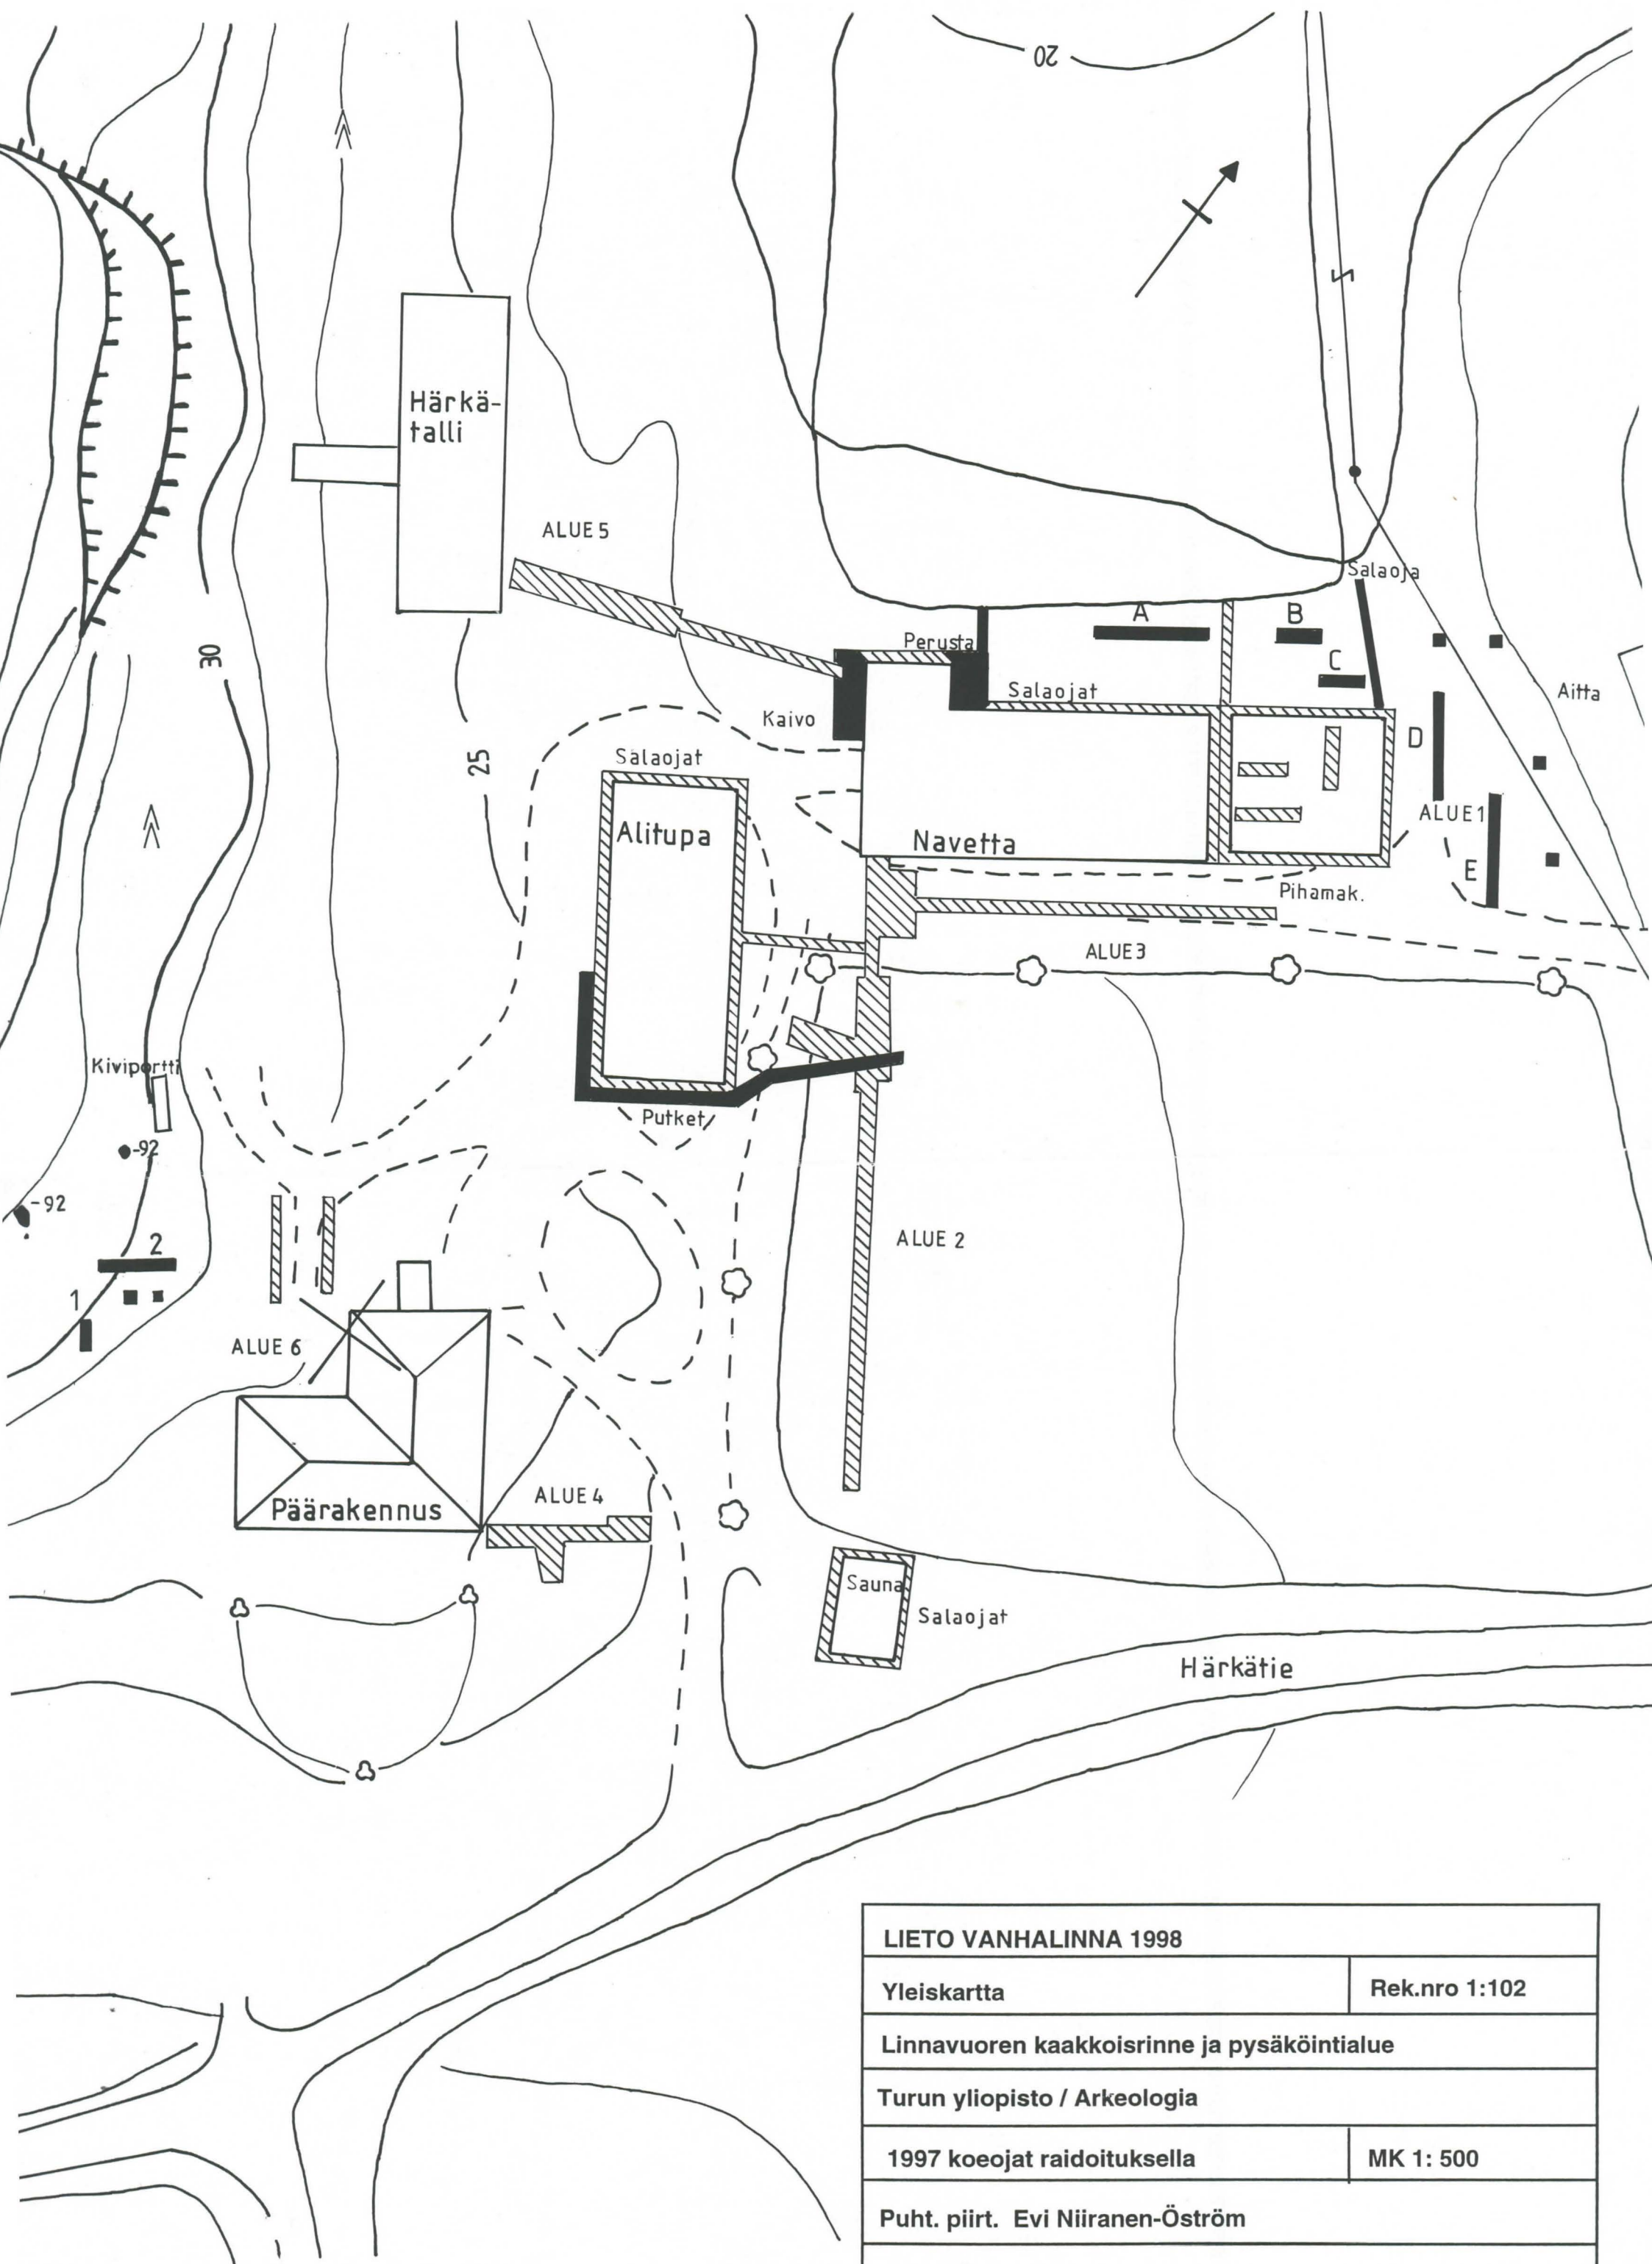 20
Härkä-
talli
ALUE 5
Salaoja
A
B
Perusta
C
30
Salaojat
Aitta
Kaivo
25
Salaojat
D
Alitupa
Navetta
ALUE 1
E
Pihamak.
ALUE 3
Kiviportti
Putket
-92
-92
2
ALUE 2
1
ALUE 6
ALUE 4
Päärakennus
Sauna
Salaojat
Härkätie
LIETO VANHALINNA 1998
Yleiskartta
Rek.nro 1:102
Linnavuoren kaakkoisrinne ja pysäköintialue
Turun yliopisto / Arkeologia
1997 koeojat raidoituksella
MK 1: 500
Puht. piirt. Evi Niiranen-Öström